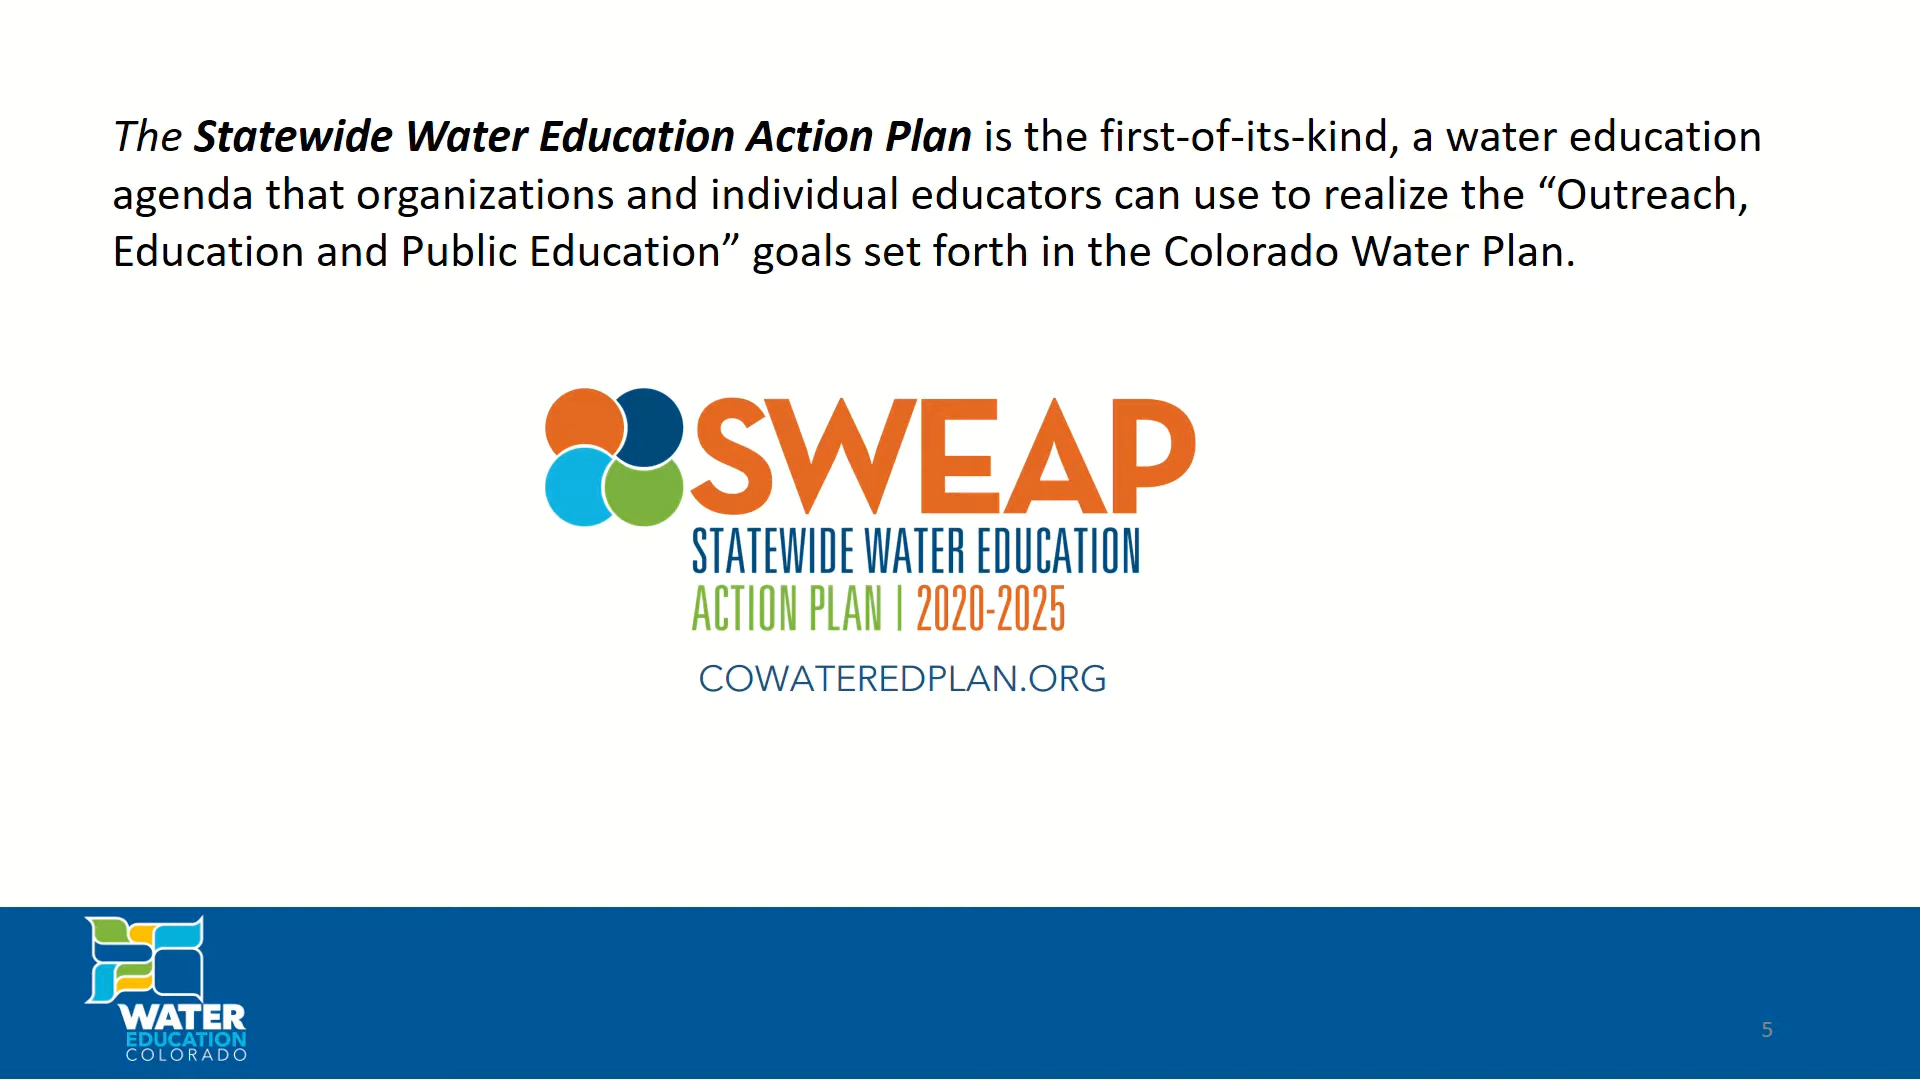 The Statewide Water Education Action Plan is the first-of-its-kind, a water education
agenda that organizations and individual educators can use to realize the “Outreach,
Education and Public Education” goals set forth in the Colorado Water Plan.
SWEAP
STATEWIDE WATER EDUCATION
ACTION PLAN | 2020-2025
COWATEREDPLAN.ORG
WATER
EDUCATION
COLORADO
5